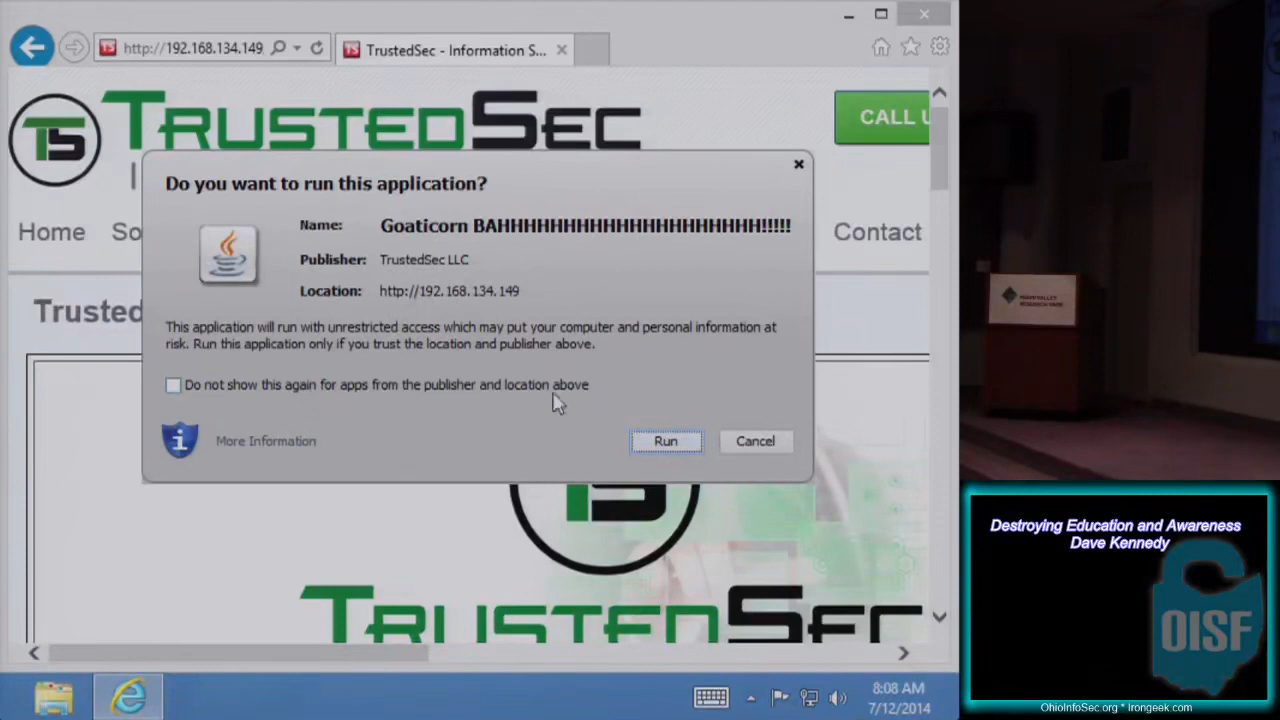 http://192.168.134.149
TS
TrustedSec - Information S...
TS
TRUSTEDSEC
CALL U
Do you want to run this application?
Name: Goaticorn BAHHHHHHHHHHHHHHHHHHHH!!!!!
Home
So
Contact
Publisher: TrustedSec LLC
Location: http://192.168.134.149
Trusted
This application will run with unrestricted access which may put your computer and personal information at
risk. Run this application only if you trust the location and publisher above.
Do not show this again for apps from the publisher and location above
More Information
Run
Cancel
TS
TRUSTEDSEC
8:08 AM
7/12/2014
Destroying Education and Awareness
Dave Kennedy
OISF
OhioInfoSec.org * Irongeek.com